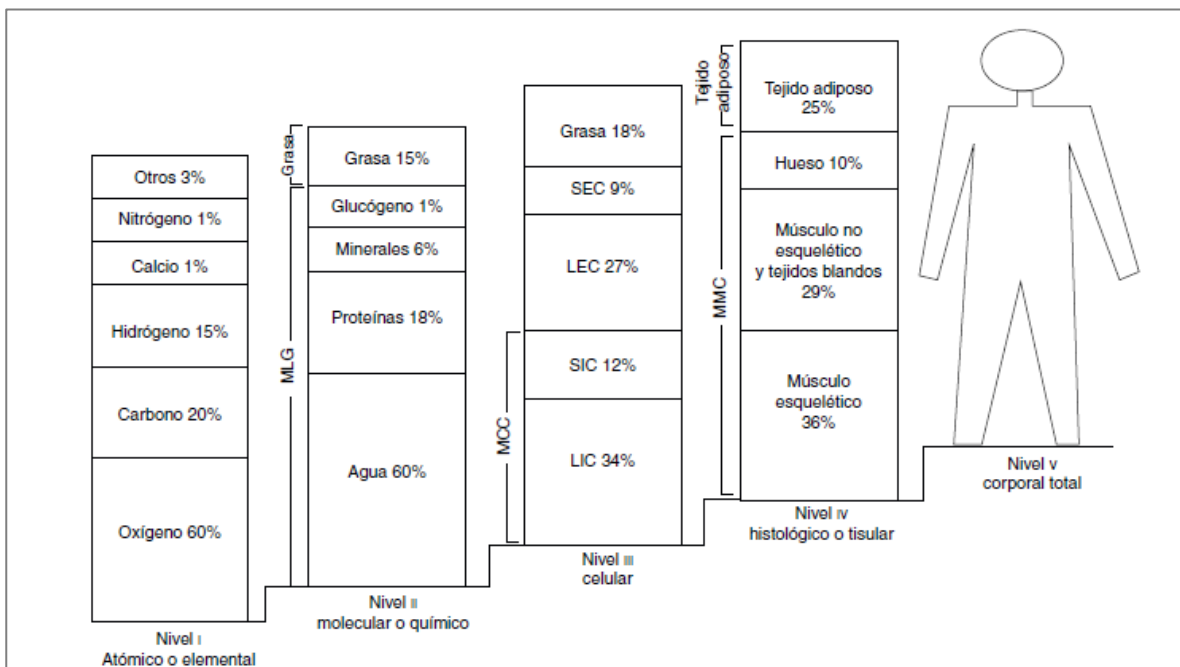 Otros 3%
Nitrógeno 1%
Calcio 1%
Hidrógeno 15%
Carbono 20%
Oxígeno 60%
Nivel I
Atómico o elemental
Grasa
MLG
Grasa 15%
Glucógeno 1%
Minerales 6%
Proteínas 18%
Agua 60%
Nivel II
molecular o químico
MCC
Grasa 18%
SEC 9%
LEC 27%
SIC 12%
LIC 34%
Nivel III
celular
Tejido
adiposo
MMC
Tejido adiposo
25%
Hueso 10%
Músculo no
esquelético
y tejidos blandos
29%
Músculo
esquelético
36%
Nivel IV
histológico o tisular
Nivel V
corporal total